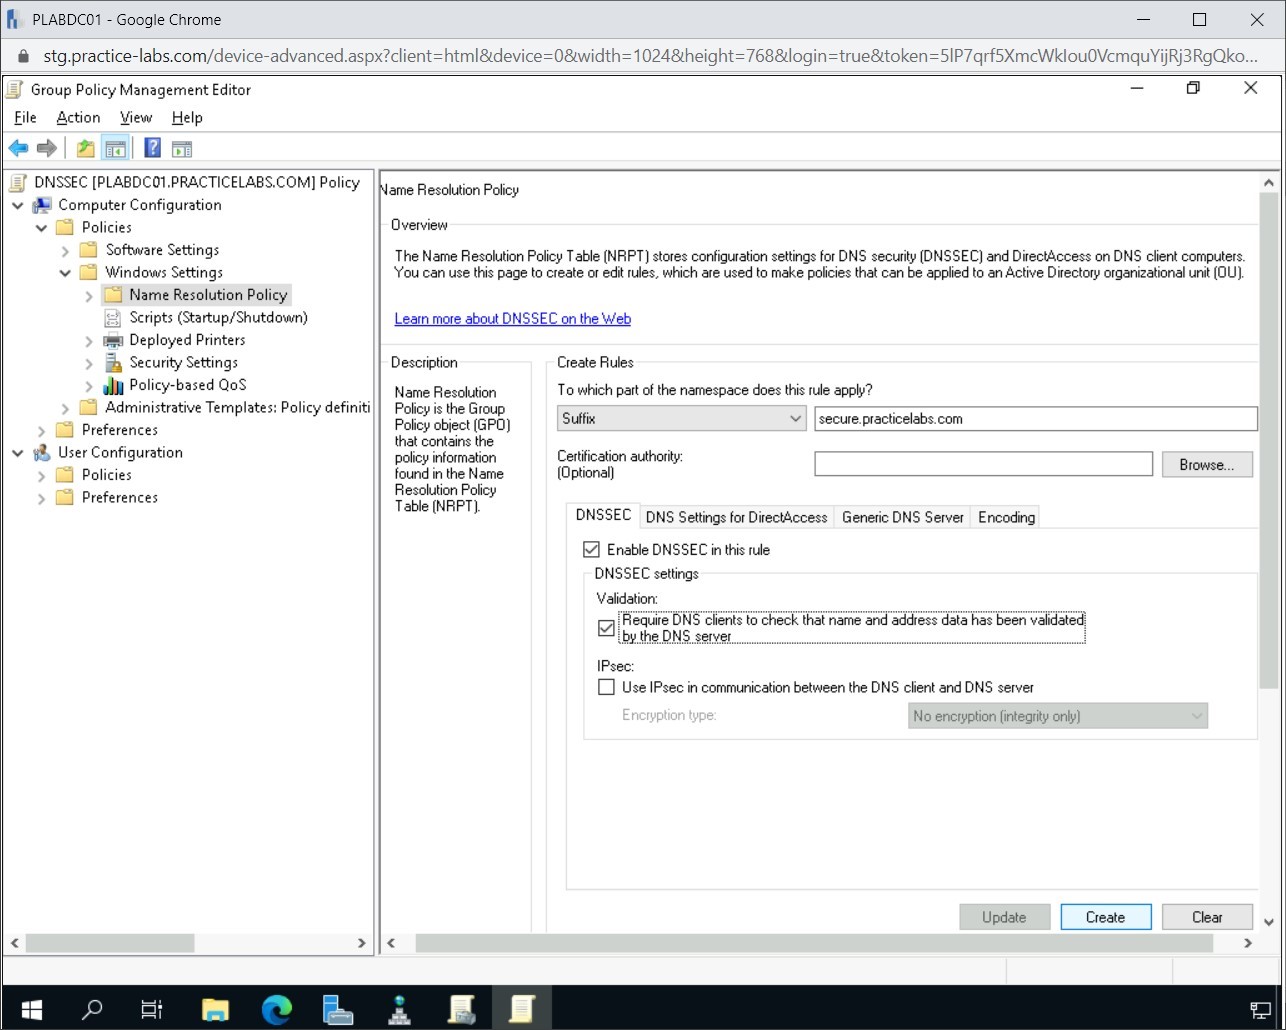 PLABDC01 - Google Chrome
stg.practice-labs.com/device-advanced.aspx?client=html&device=0&width=1024&height=768&login=true&token=5lP7qrf5XmcWkIou0VcmquYijRj3RgQko...
Group Policy Management Editor
File Action View Help
DNSSEC [PLABDC01.PRACTICELABS.COM] Policy
Computer Configuration
Policies
Software Settings
Windows Settings
Name Resolution Policy
Scripts (Startup/Shutdown)
Deployed Printers
Security Settings
Policy-based QoS
Administrative Templates: Policy definiti
Preferences
User Configuration
Policies
Preferences
Name Resolution Policy
Overview
The Name Resolution Policy Table (NRPT) stores configuration settings for DNS security (DNSSEC) and DirectAccess on DNS client computers.
You can use this page to create or edit rules, which are used to make policies that can be applied to an Active Directory organizational unit (OU).
Learn more about DNSSEC on the Web
Description
Name Resolution
Policy is the Group
Policy object (GPO)
that contains the
policy information
found in the Name
Resolution Policy
Table (NRPT).
Create Rules
To which part of the namespace does this rule apply?
Suffix secure.practicelabs.com
Certification authority:
(Optional)
Browse...
DNSSEC DNS Settings for DirectAccess Generic DNS Server Encoding
Enable DNSSEC in this rule
DNSSEC settings
Validation:
Require DNS clients to check that name and address data has been validated
by the DNS server
IPsec:
Use IPsec in communication between the DNS client and DNS server
Encryption type: No encryption (integrity only)
Update Create Clear